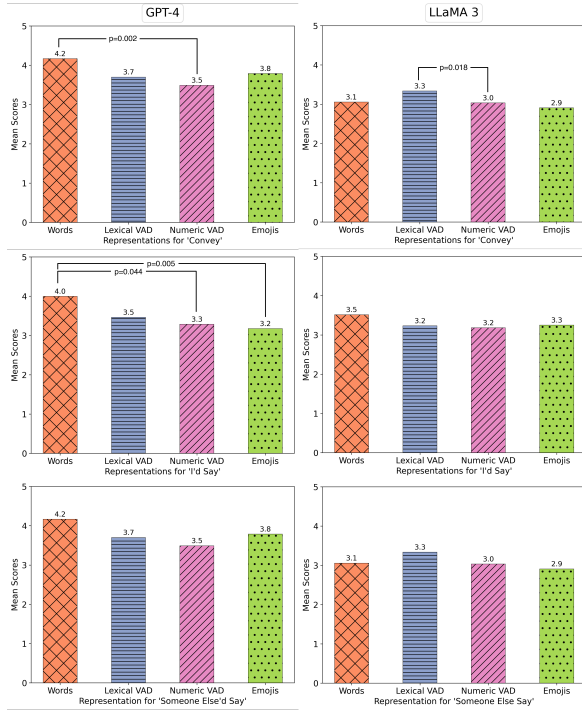 GPT-4
LLaMA 3
5
4
3
2
1
0
Mean Scores
p=0.002
4.2
3.7
3.5
3.8
Words Lexical VAD Numeric VAD Emojis
Representations for 'Convey'
5
4
3
2
1
0
Mean Scores
p=0.018
3.1
3.3
3.0
2.9
Words Lexical VAD Numeric VAD Emojis
Representations for 'Convey'
5
4
3
2
1
0
Mean Scores
p=0.005
p=0.044
4.0
3.5
3.3
3.2
Words Lexical VAD Numeric VAD Emojis
Representations for 'I'd Say'
5
4
3
2
1
0
Mean Scores
3.5
3.2
3.2
3.3
Words Lexical VAD Numeric VAD Emojis
Representations for 'I'd Say'
5
4
3
2
1
0
Mean Scores
4.2
3.7
3.5
3.8
Words Lexical VAD Numeric VAD Emojis
Representation for 'Someone Else'd Say'
5
4
3
2
1
0
Mean Scores
3.1
3.3
3.0
2.9
Words Lexical VAD Numeric VAD Emojis
Representation for 'Someone Else Say'